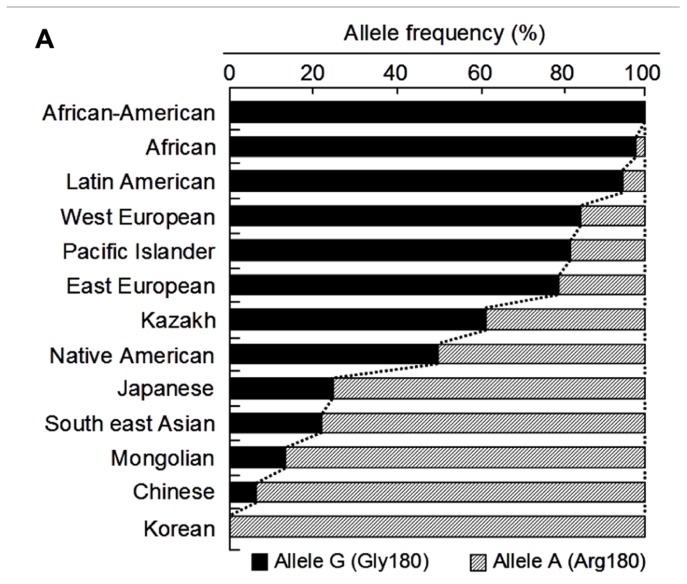 A
Allele frequency (%)
0 20 40 60 80 100
African-American
African
Latin American
West European
Pacific Islander
East European
Kazakh
Native American
Japanese
South east Asian
Mongolian
Chinese
Korean
Allele G (Gly180) Allele A (Arg180)